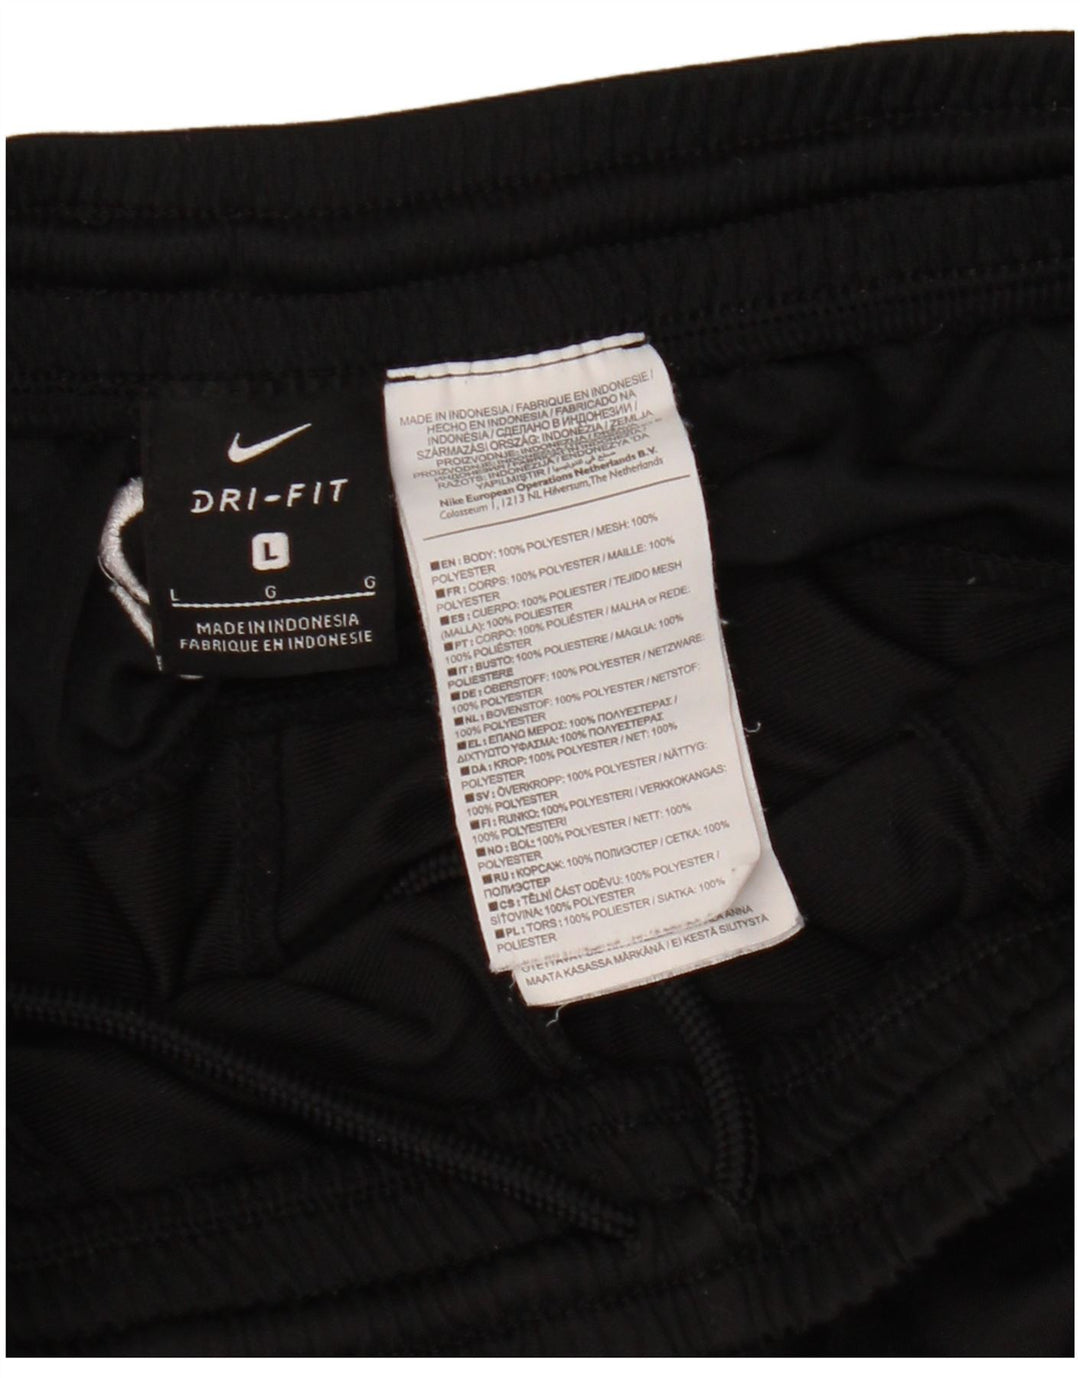 DRI-FIT
L
L G G
MADE IN INDONESIA
FABRIQUE EN INDONESIE
MADE IN INDONESIA / FABRIQUE EN INDONESIE /
HECHO EN INDONESIA / FABRICADO NA
INDONÉSIA / СДЕЛАНО В ИНДОНЕЗИИ /
SZÁRMAZÁSI ORSZÁG: INDONÉZIA / ZEMLJA
PROIZVODNJE: INDONEZIJA /
YAPILMIŞTIR /
Nike European Operations Netherlands B.V.
Colosseum 1, 1213 NL Hilversum, The Netherlands
■EN: BODY: 100% POLYESTER / MESH: 100%
POLYESTER
■FR: CORPS: 100% POLYESTER / MAILLE: 100%
POLYESTER
■ES: CUERPO: 100% POLIESTER / TEJIDO MESH
(MALLA): 100% POLIESTER
■PT: CORPO: 100% POLIÉSTER / MALHA or REDE:
100% POLIÉSTER
■IT: BUSTO: 100% POLIESTERE / MAGLIA: 100%
POLIESTERE
■DE: OBERSTOFF: 100% POLYESTER / NETZWARE:
100% POLYESTER
■NL: BOVENSTOF: 100% POLYESTER / NETSTOF:
100% POLYESTER
■EL: ΕΠΑΝΩ ΜΕΡΟΣ: 100% ΠΟΛΥΕΣΤΕΡΑΣ /
ΔΙΧΤΥΩΤΟ ΥΦΑΣΜΑ: 100% ΠΟΛΥΕΣΤΕΡΑΣ
■DA: KROP: 100% POLYESTER / NET: 100%
POLYESTER
■SV: ÖVERKROPP: 100% POLYESTER / NÄTTYG:
100% POLYESTER
■FI: RUNKO: 100% POLYESTERI / VERKKOKANGAS:
100% POLYESTERI
■NO: BOL: 100% POLYESTER / NETT: 100%
POLYESTER
■RU: КОРСАЖ: 100% ПОЛИЭСТЕР / СЕТКА: 100%
ПОЛИЭСТЕР
■CS: TĚLNÍ ČÁST ODĚVU: 100% POLYESTER /
SÍŤOVINA: 100% POLYESTER
■PL: TORS: 100% POLIESTER / SIATKA: 100%
POLIESTER
MAATA KASASSA MÄRKÄNÄ / EI KESTÄ SILITYSTÄ